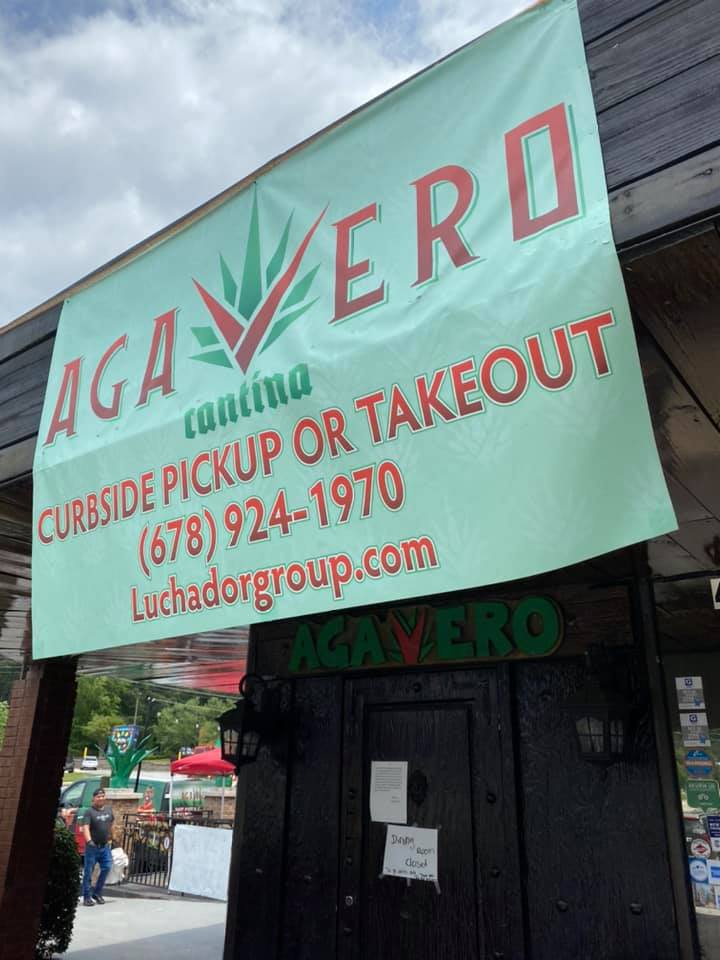 AGAVERO
cantina
CURBSIDE PICKUP OR TAKEOUT
(678) 924-1970
Luchadorgroup.com
AGAVERO
Dining
Room
Closed